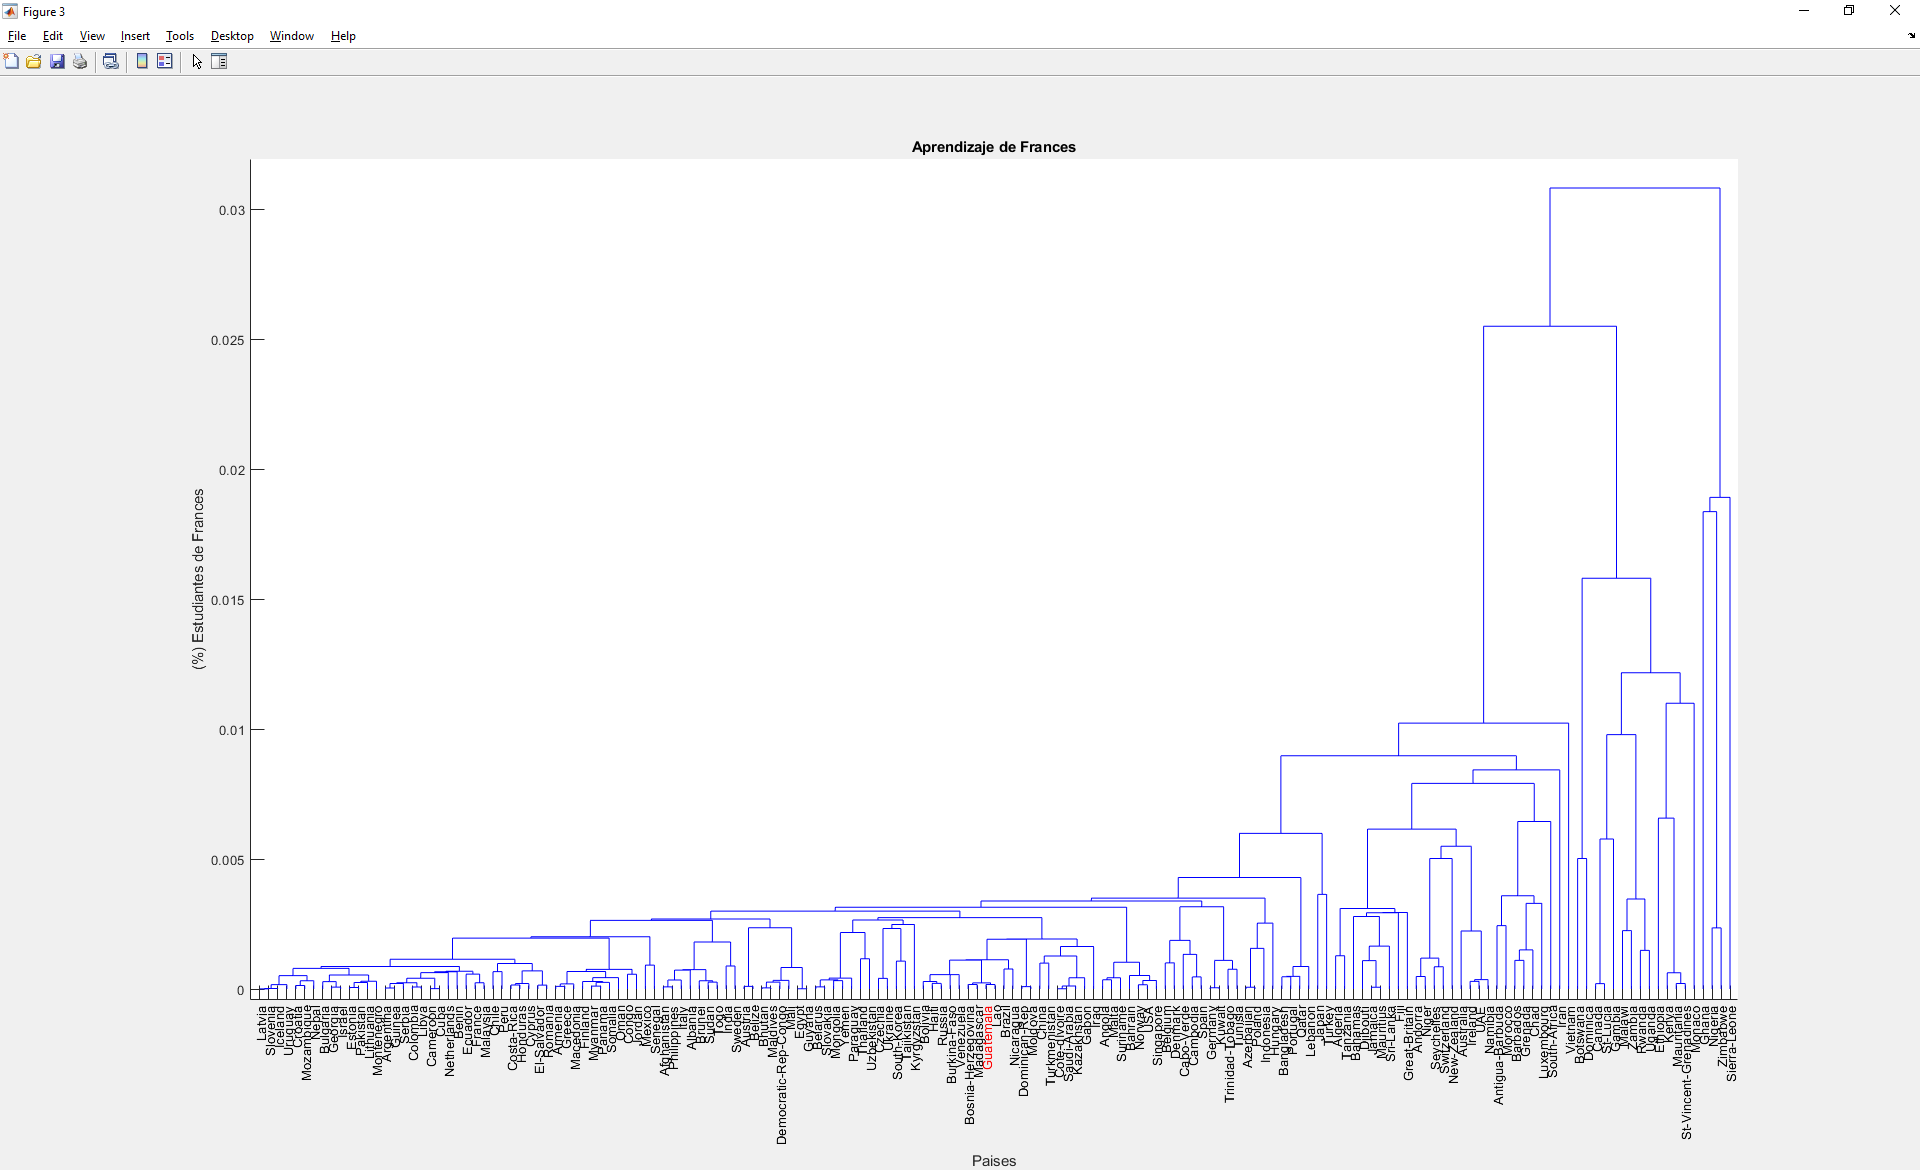 Figure 3
File Edit View Insert Tools Desktop Window Help
Aprendizaje de Frances
0.03
0.025
0.02
0.015
0.01
0.005
0
(%) Estudiantes de Frances
Latvia
Slovenia
Iceland
Uruguay
Croatia
Mozambique
Nepal
Bulgaria
Georgia
Israel
Estonia
Pakistan
Lithuania
Montenegro
Argentina
Guinea
Serbia
Colombia
Libya
Cameroon
Cuba
Netherlands
Benin
Ecuador
France
Malaysia
Chile
Peru
Costa-Rica
Honduras
Cyprus
El-Salvador
Romania
Armenia
Greece
Macedonia
Finland
Myanmar
Panama
Somalia
Oman
Congo
Jordan
Mexico
Senegal
Afghanistan
Philippines
Italy
Albania
Brunei
Sudan
Togo
India
Sweden
Austria
Belize
Bhutan
Maldives
Democratic-Rep-Congo
Mali
Egypt
Guyana
Belarus
Slovakia
Mongolia
Yemen
Paraguay
Thailand
Uzbekistan
Czechia
Ukraine
South-Korea
Tajikistan
Kyrgyzstan
Bolivia
Haiti
Russia
Burkina-Faso
Venezuela
Bosnia-Herzegovina
Madagascar
Guatemala
Lao
Brazil
Nicaragua
Dominican-Rep
Moldova
China
Turkmenistan
Cote-dIvoire
Saudi-Arabia
Kazakhstan
Gabon
Iraq
Angola
Malta
Suriname
Bahrain
Norway
USA
Singapore
Belgium
Denmark
Cabo-Verde
Cambodia
Spain
Germany
Kuwait
Trinidad-Tobago
Tunisia
Azerbaijan
Poland
Indonesia
Hungary
Bangladesh
Portugal
Qatar
Lebanon
Japan
Turkey
Algeria
Tanzania
Bahamas
Djibouti
Jamaica
Mauritius
Sri-Lanka
Fiji
Great-Britain
Andorra
Niger
Seychelles
Switzerland
New-Zealand
Australia
Ireland
UAE
Namibia
Antigua-Barbuda
Morocco
Barbados
Grenada
Chad
Luxembourg
South-Africa
Iran
Vietnam
Botswana
Dominica
Canada
St-Lucia
Gambia
Malawi
Zambia
Rwanda
Uganda
Ethiopia
Kenya
Mauritania
St-Vincent-Grenadines
Monaco
Ghana
Nigeria
Zimbabwe
Sierra-Leone
Paises